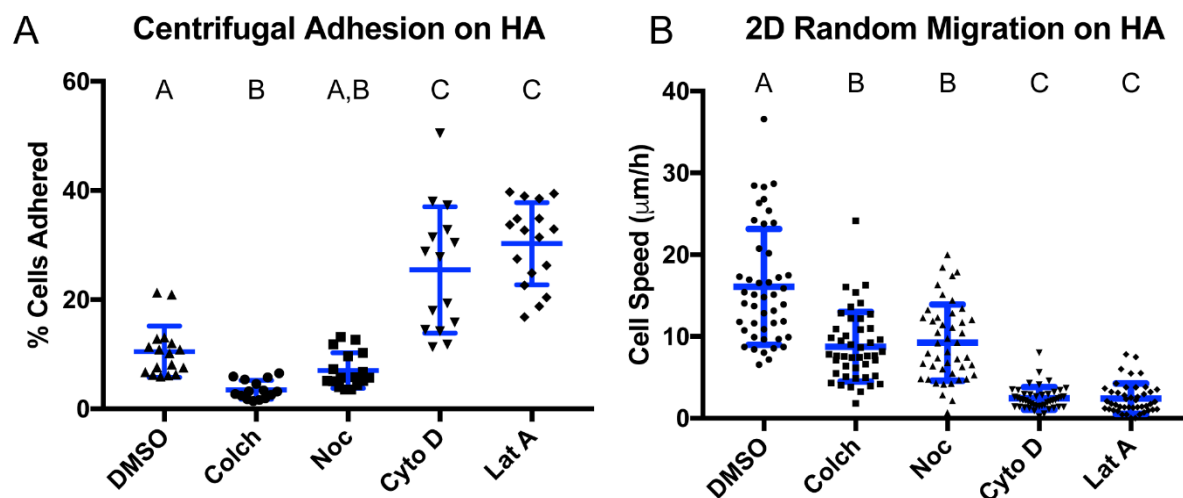 A Centrifugal Adhesion on HA
% Cells Adhered
60
40
20
0
A B A,B C C
DMSO Colch Noc Cyto D Lat A
B 2D Random Migration on HA
Cell Speed (μm/h)
40
30
20
10
0
A B B C C
DMSO Colch Noc Cyto D Lat A